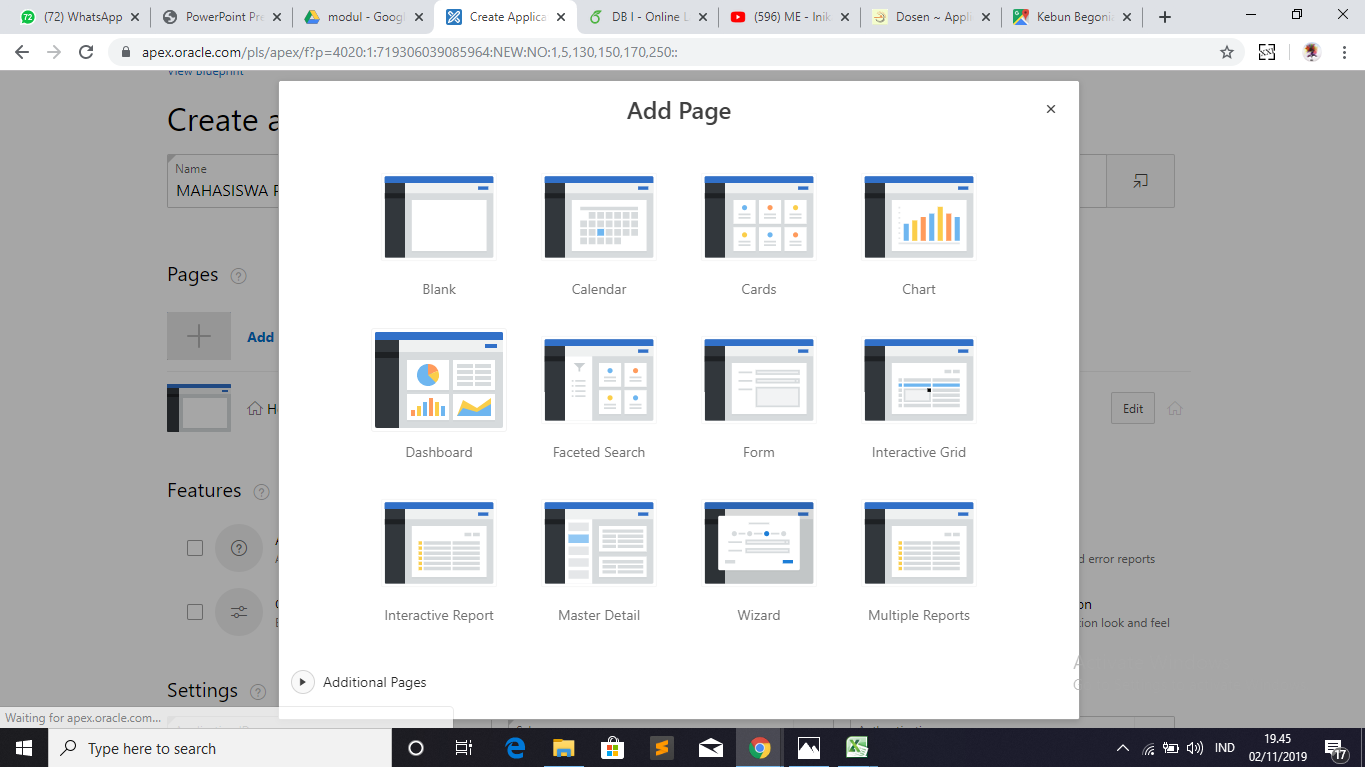 (72) WhatsApp
PowerPoint Pre
modul - Googl
Create Applica
DB I - Online L
(596) ME - Inik
Dosen ~ Appli
Kebun Begonia
apex.oracle.com/pls/apex/f?p=4020:1:719306039085964:NEW:NO:1,5,130,150,170,250::
View Blueprint
Create a
Add Page
Name
MAHASISWA
Pages
Blank
Calendar
Cards
Chart
Add
Edit
Dashboard
Faceted Search
Form
Interactive Grid
Features
d error reports
Interactive Report
Master Detail
Wizard
Multiple Reports
on
ion look and feel
Additional Pages
Settings
Waiting for apex.oracle.com...
Type here to search
IND
19.45
02/11/2019
17